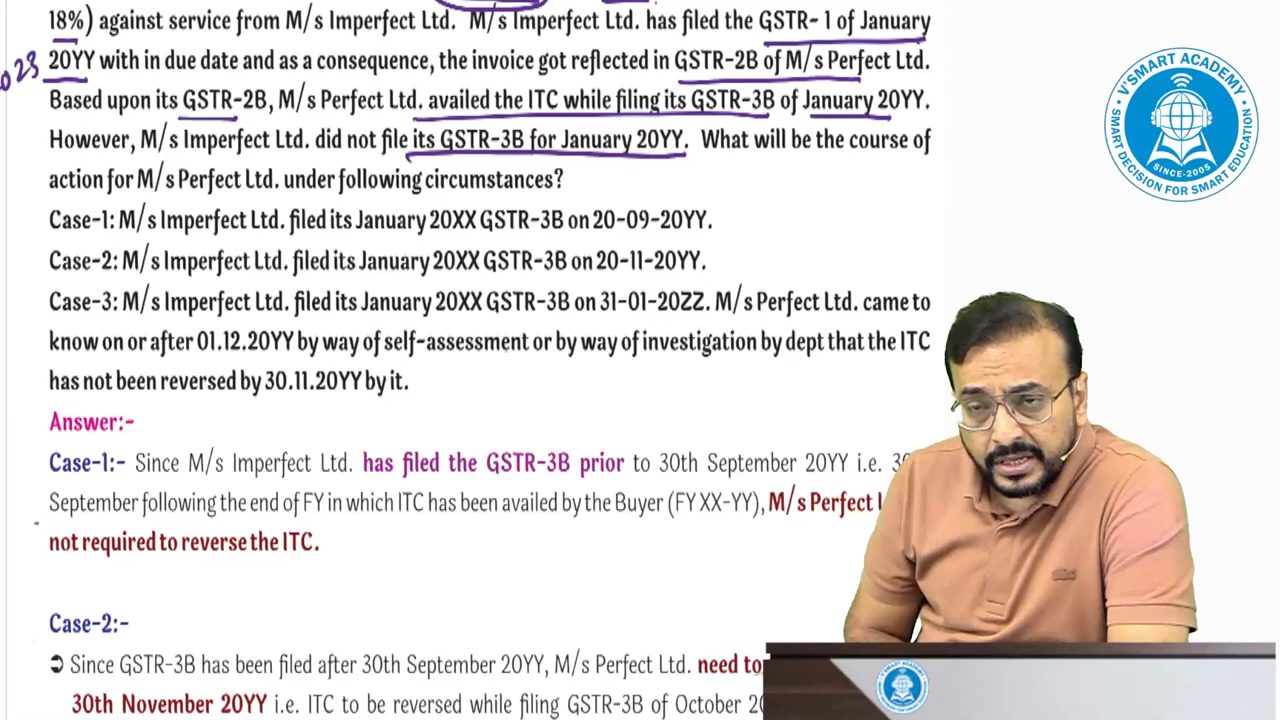 18%) against service from M/s Imperfect Ltd. M/s Imperfect Ltd. has filed the GSTR- 1 of January
20YY with in due date and as a consequence, the invoice got reflected in GSTR-2B of M/s Perfect Ltd.
Based upon its GSTR-2B, M/s Perfect Ltd. availed the ITC while filing its GSTR-3B of January 20YY.
However, M/s Imperfect Ltd. did not file its GSTR-3B for January 20YY. What will be the course of
action for M/s Perfect Ltd. under following circumstances?
Case-1: M/s Imperfect Ltd. filed its January 20XX GSTR-3B on 20-09-20YY.
Case-2: M/s Imperfect Ltd. filed its January 20XX GSTR-3B on 20-11-20YY.
Case-3: M/s Imperfect Ltd. filed its January 20XX GSTR-3B on 31-01-20ZZ. M/s Perfect Ltd. came to
know on or after 01.12.20YY by way of self-assessment or by way of investigation by dept that the ITC
has not been reversed by 30.11.20YY by it.
Answer:-
Case-1:- Since M/s Imperfect Ltd. has filed the GSTR-3B prior to 30th September 20YY i.e.
September following the end of FY in which ITC has been availed by the Buyer (FY XX-YY), M/s Perfect
not required to reverse the ITC.
Case-2:-
➲ Since GSTR-3B has been filed after 30th September 20YY, M/s Perfect Ltd. need to
30th November 20YY i.e. ITC to be reversed while filing GSTR-3B of October
V'SMART ACADEMY
SMART DECISION FOR SMART EDUCATION
SINCE-2005